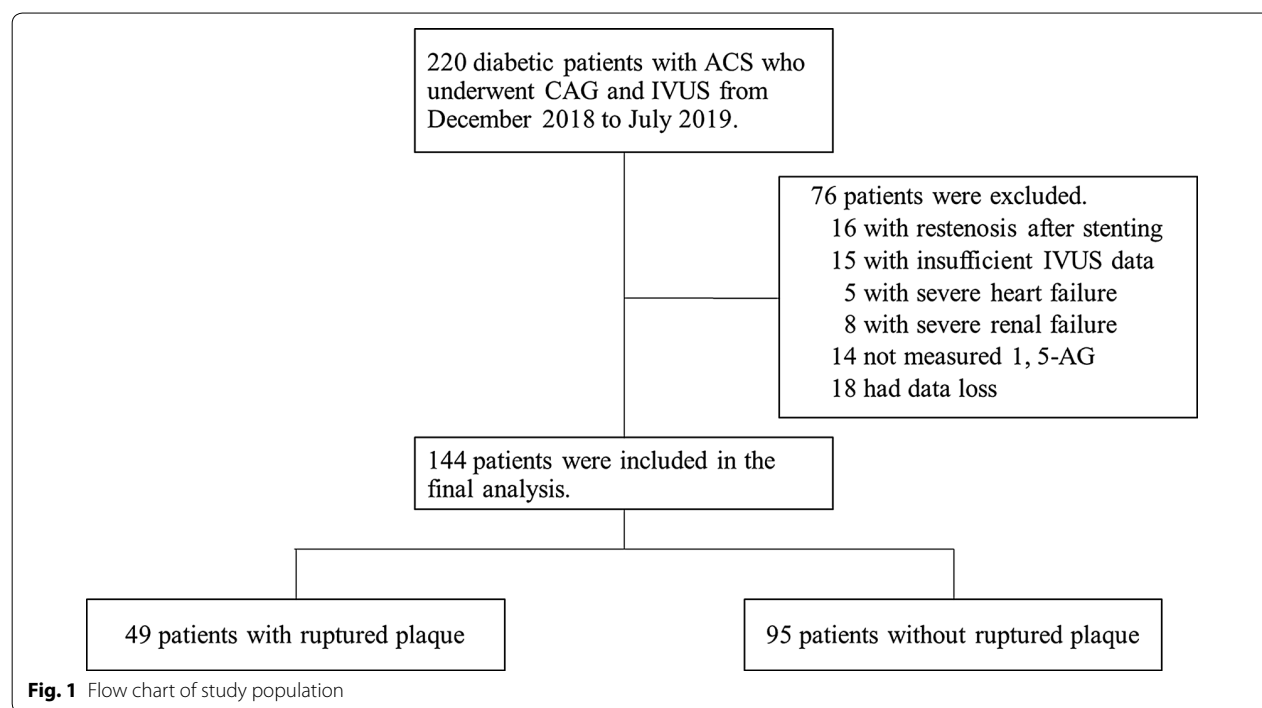 220 diabetic patients with ACS who
underwent CAG and IVUS from
December 2018 to July 2019.
76 patients were excluded.
16 with restenosis after stenting
15 with insufficient IVUS data
5 with severe heart failure
8 with severe renal failure
14 not measured 1, 5-AG
18 had data loss
144 patients were included in the
final analysis.
49 patients with ruptured plaque
95 patients without ruptured plaque
Fig. 1 Flow chart of study population